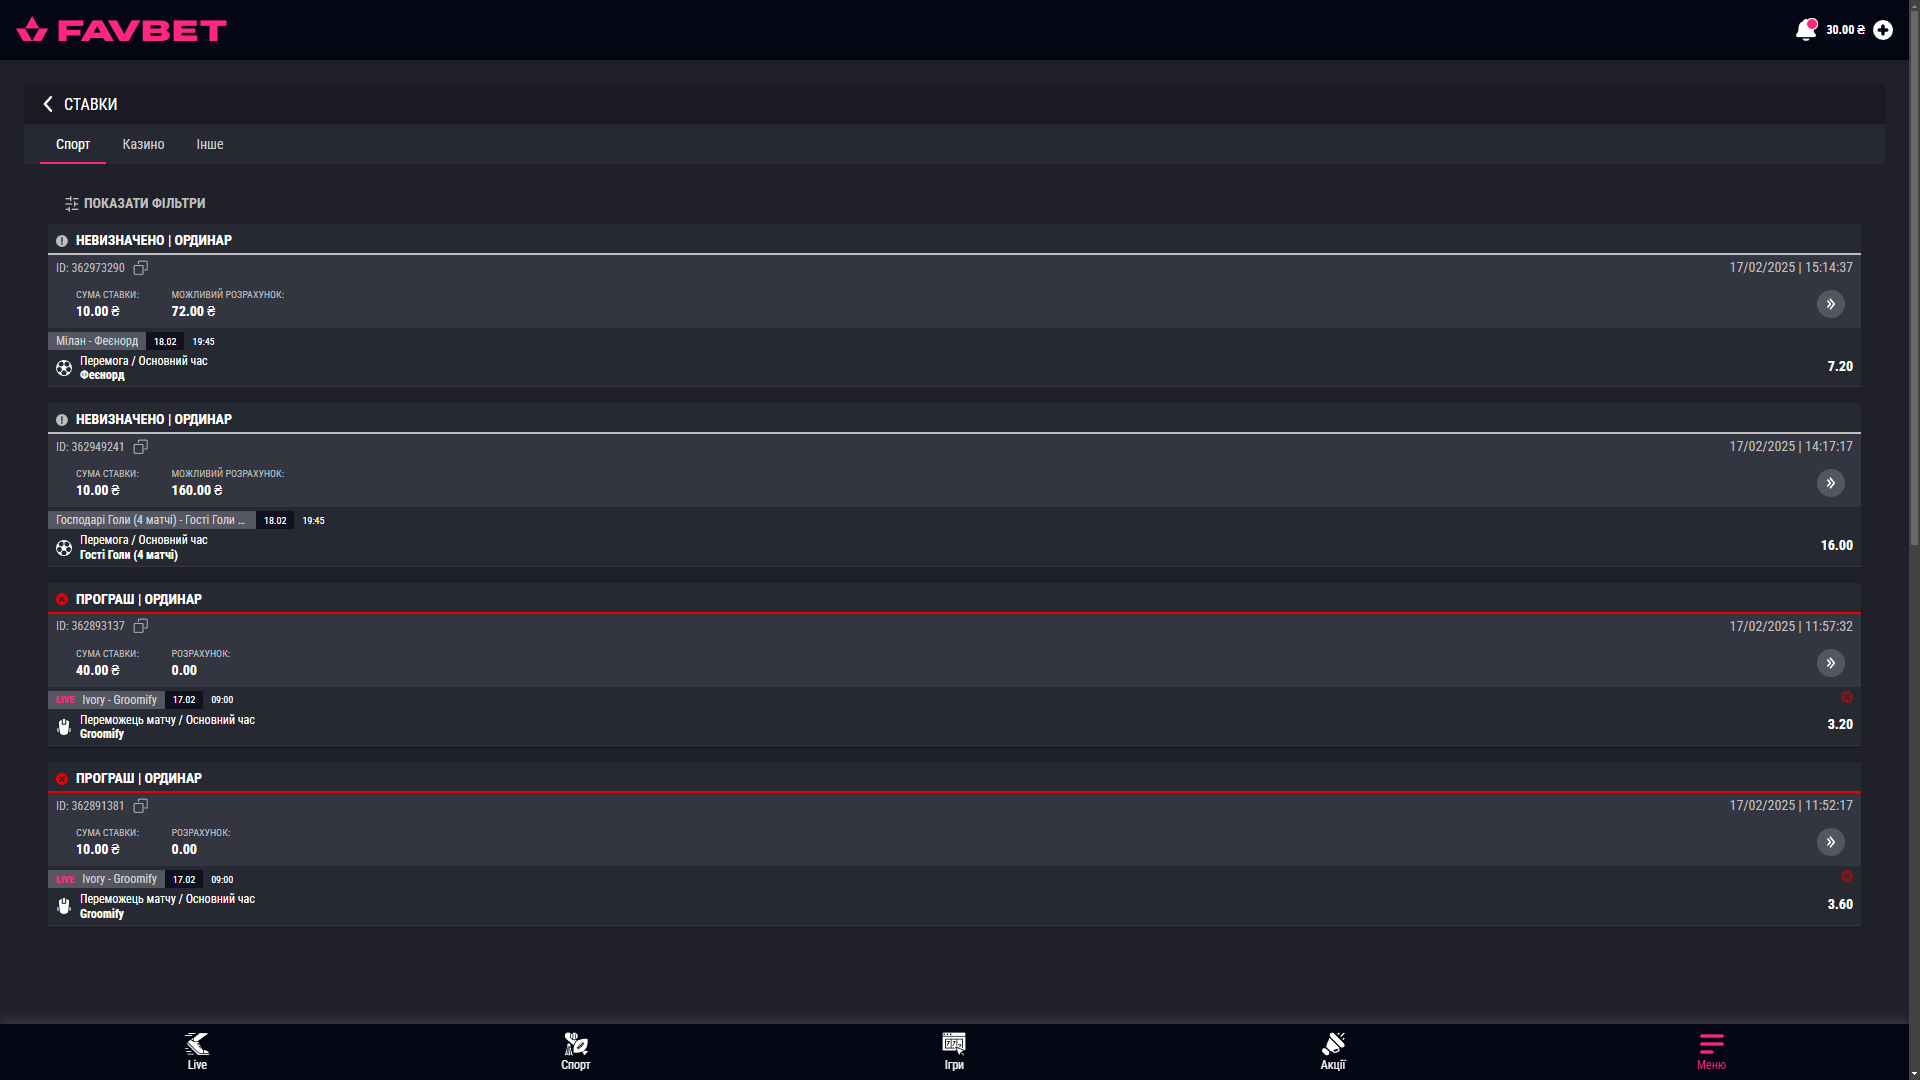 FAVBET
30.00 ₴
СТАВКИ
Спорт Казино Інше
ПОКАЗАТИ ФІЛЬТРИ
НЕВИЗНАЧЕНО | ОРДИНАР
ID: 362973290 17/02/2025 | 15:14:37
СУМА СТАВКИ: МОЖЛИВИЙ РОЗРАХУНОК:
10.00 ₴ 72.00 ₴
Мілан - Феєнорд 18.02 19:45
Перемога / Основний час
Феєнорд
7.20
НЕВИЗНАЧЕНО | ОРДИНАР
ID: 362949241 17/02/2025 | 14:17:17
СУМА СТАВКИ: МОЖЛИВИЙ РОЗРАХУНОК:
10.00 ₴ 160.00 ₴
Господарі Голи (4 матчі) - Гості Голи ... 18.02 19:45
Перемога / Основний час
Гості Голи (4 матчі)
16.00
ПРОГРАШ | ОРДИНАР
ID: 362893137 17/02/2025 | 11:57:32
СУМА СТАВКИ: РОЗРАХУНОК:
40.00 ₴ 0.00
LIVE Ivory - Groomify 17.02 09:00
Переможець матчу / Основний час
Groomify
3.20
ПРОГРАШ | ОРДИНАР
ID: 362891381 17/02/2025 | 11:52:17
СУМА СТАВКИ: РОЗРАХУНОК:
10.00 ₴ 0.00
LIVE Ivory - Groomify 17.02 09:00
Переможець матчу / Основний час
Groomify
3.60
Live Спорт Ігри Акції Меню